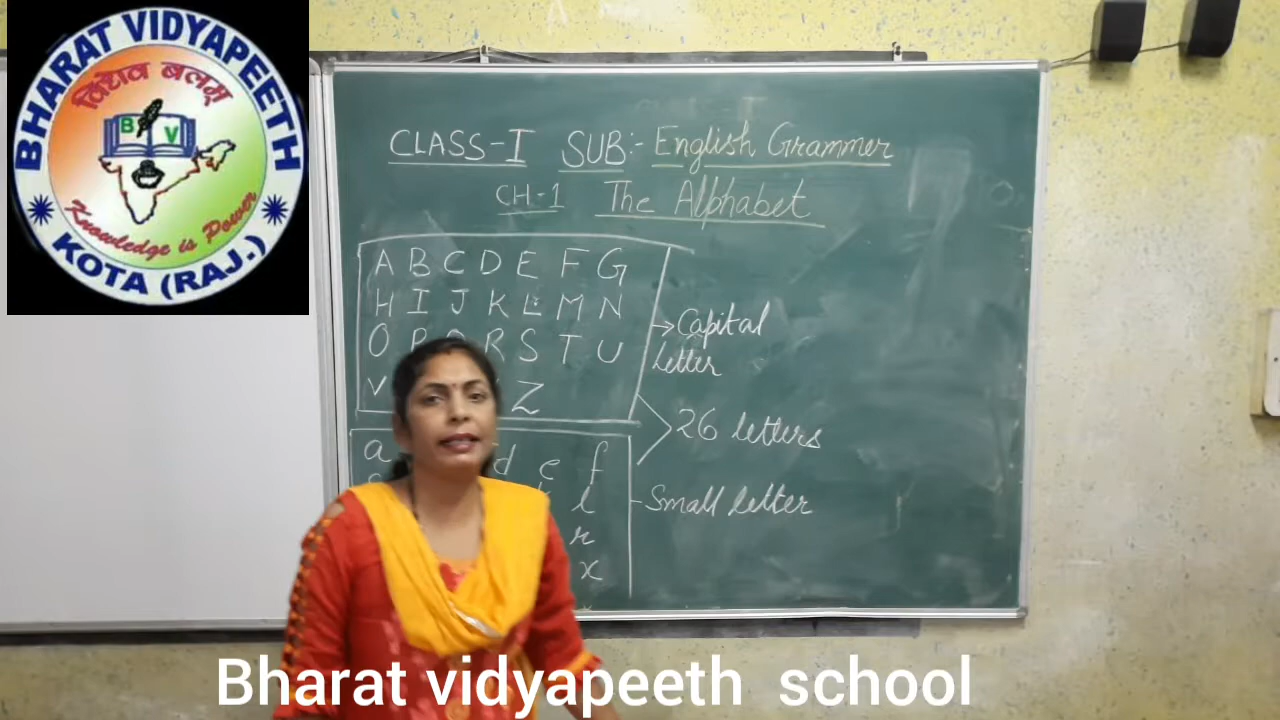 BHARAT VIDYAPEETH
विद्यैव बलम्
B V
Knowledge is Power
KOTA (RAJ.)
CLASS-I SUB:- English Grammer
CH-1 The Alphabet
A B C D E F G
H I J K L M N
O P Q R S T U
V Z
→ Capital
letter
26 letters
a d e f
l
r
x
Small letter
Bharat vidyapeeth school